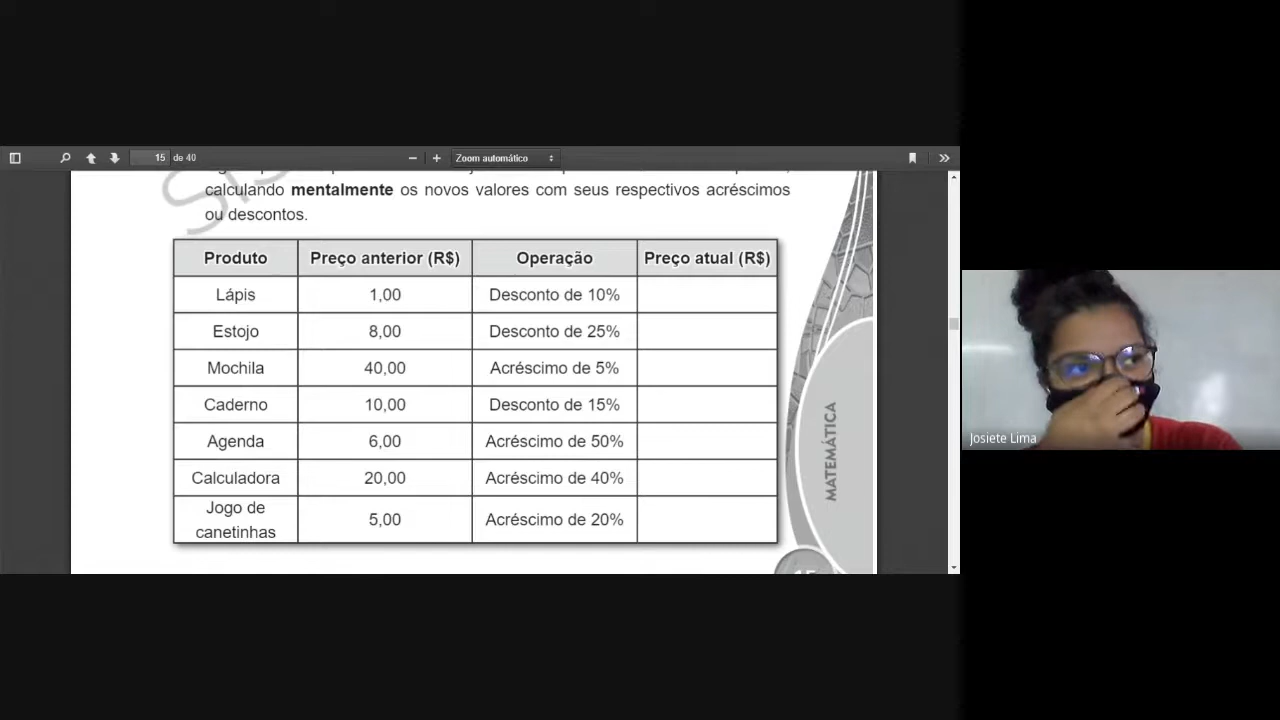 15 de 40
Zoom automático
calculando mentalmente os novos valores com seus respectivos acréscimos
ou descontos.
Produto Preço anterior (R$) Operação Preço atual (R$)
Lápis 1,00 Desconto de 10%
Estojo 8,00 Desconto de 25%
Mochila 40,00 Acréscimo de 5%
Caderno 10,00 Desconto de 15%
Agenda 6,00 Acréscimo de 50%
Calculadora 20,00 Acréscimo de 40%
Jogo de
canetinhas 5,00 Acréscimo de 20%
MATEMÁTICA
Josiete Lima